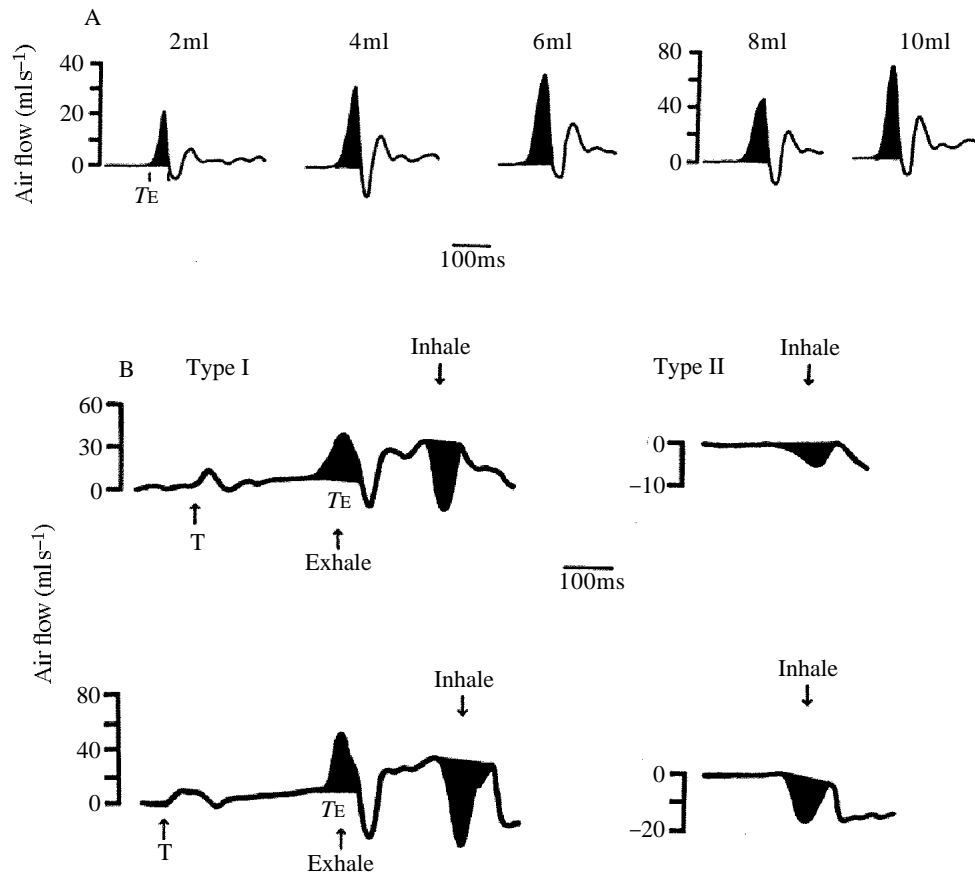 A
2ml 4ml 6ml 8ml 10ml
Air flow (ml s⁻¹)
40
20
0
80
40
0
TE
100ms
B Type I Inhale Type II Inhale
60
30
0
0
−10
TE
T
Exhale
100ms
Air flow (ml s⁻¹)
Inhale Inhale
80
40
0
0
−20
TE
T
Exhale